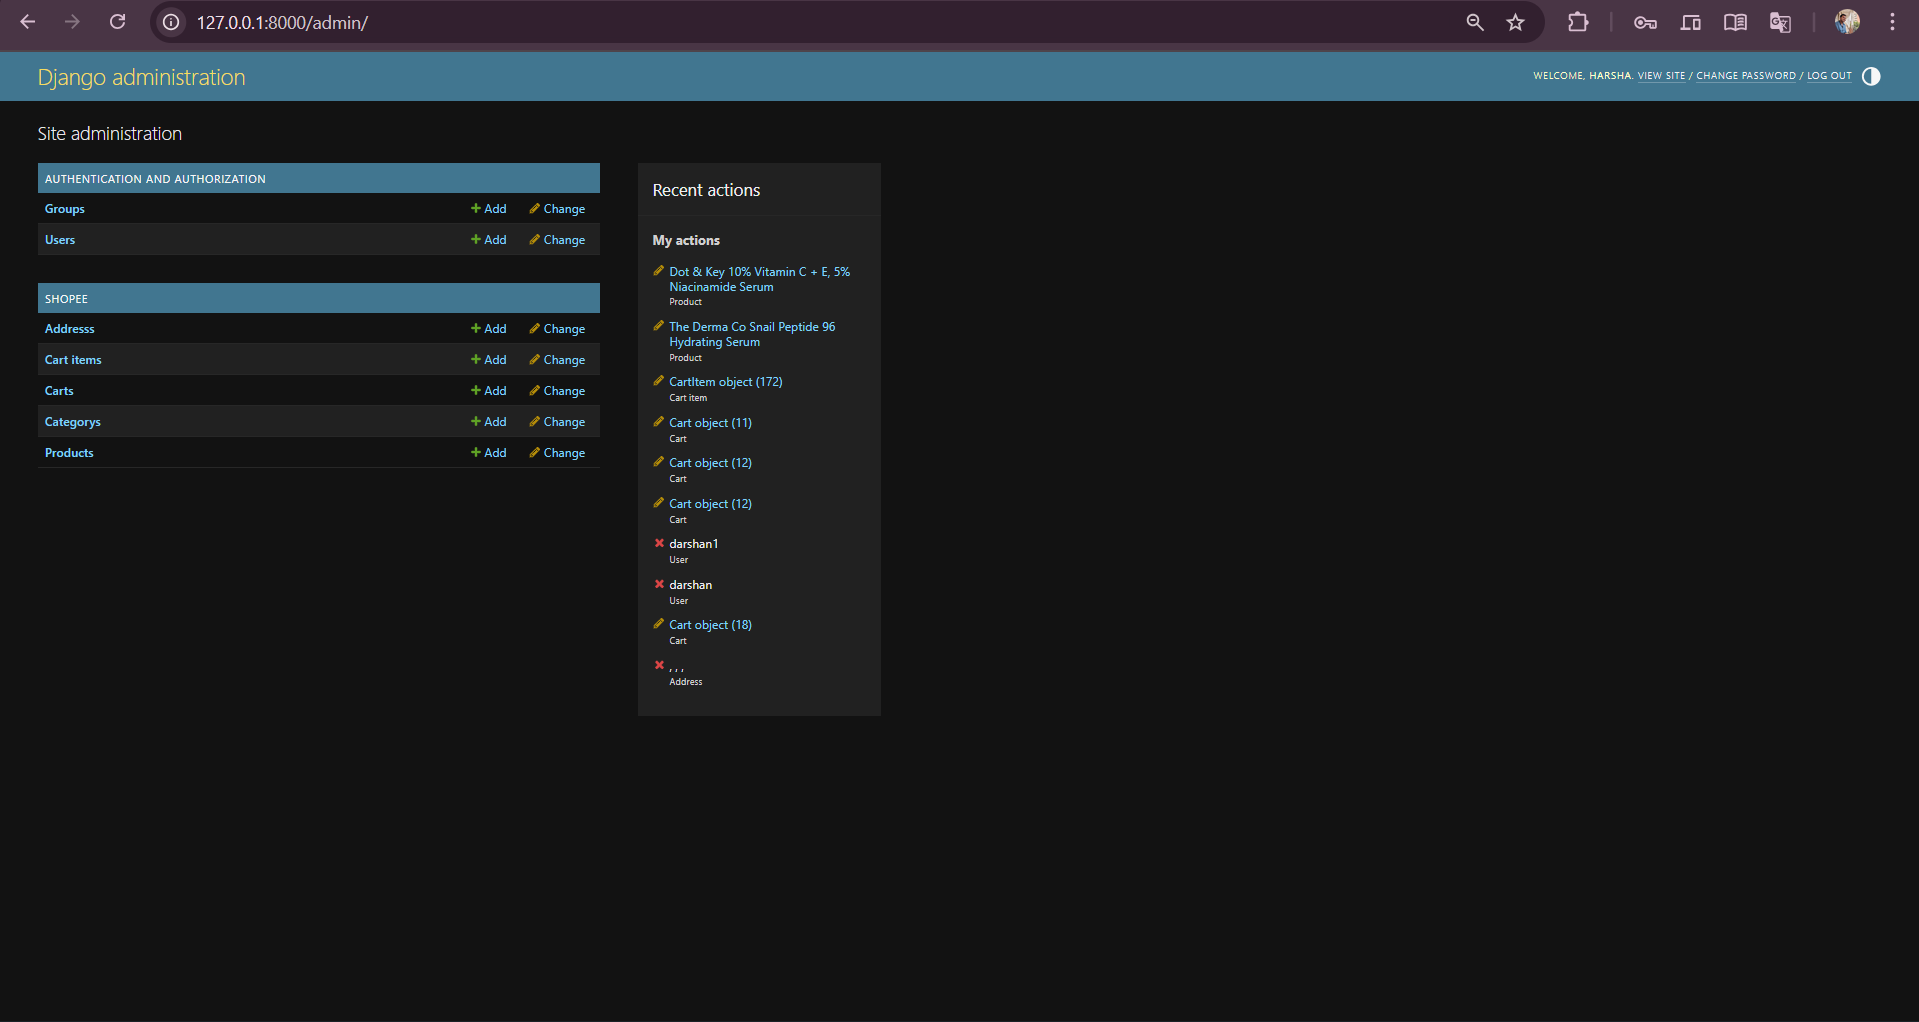 127.0.0.1:8000/admin/
Django administration
WELCOME, HARSHA. VIEW SITE / CHANGE PASSWORD / LOG OUT
Site administration
AUTHENTICATION AND AUTHORIZATION
Groups Add Change
Users Add Change
SHOPEE
Addresss Add Change
Cart items Add Change
Carts Add Change
Categorys Add Change
Products Add Change
Recent actions
My actions
Dot & Key 10% Vitamin C + E, 5%
Niacinamide Serum
Product
The Derma Co Snail Peptide 96
Hydrating Serum
Product
CartItem object (172)
Cart item
Cart object (11)
Cart
Cart object (12)
Cart
Cart object (12)
Cart
darshan1
User
darshan
User
Cart object (18)
Cart
, , ,
Address